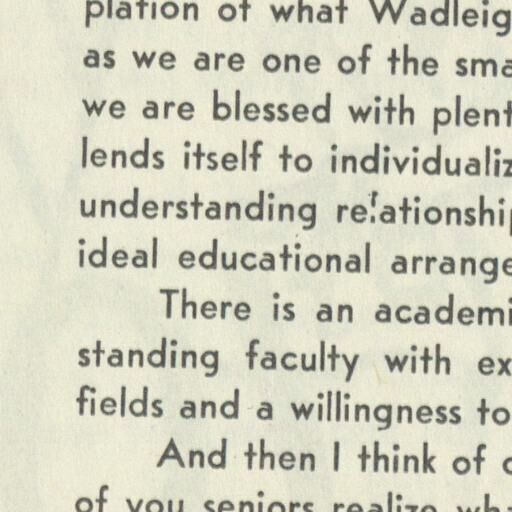 plation of what Wadleig
as we are one of the sma
we are blessed with plent
lends itself to individualiz
understanding relationship
ideal educational arrange
There is an academi
standing faculty with ex
fields and a willingness to
And then I think of
of you seniors realize wha